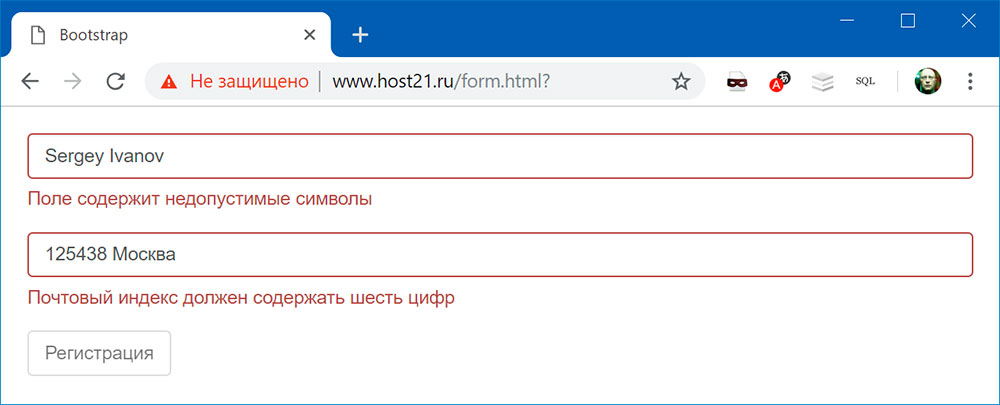 Bootstrap
Не защищено www.host21.ru/form.html? SQL
Sergey Ivanov
Поле содержит недопустимые символы
125438 Москва
Почтовый индекс должен содержать шесть цифр
Регистрация